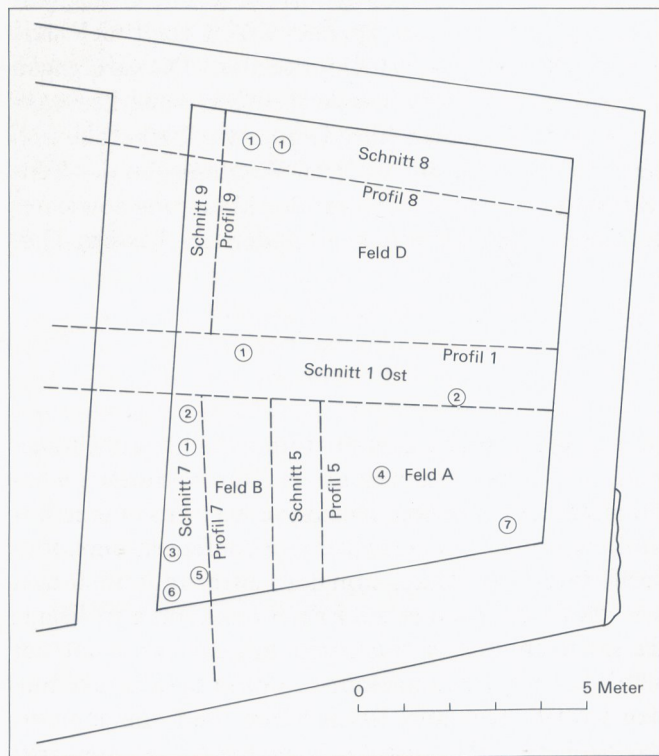 ① ①
Schnitt 8
Profil 8
Schnitt 9
Profil 9
Feld D
①
Profil 1
Schnitt 1 Ost
②
②
①
Schnitt 7
Profil 7
Feld B
Schnitt 5
Profil 5
④
Feld A
③
⑤
⑥
⑦
0
5 Meter